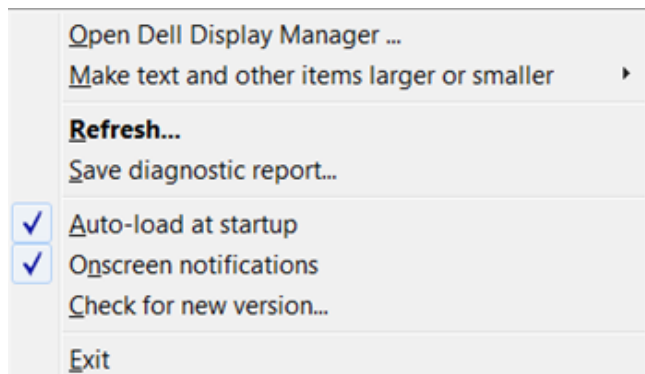 Open Dell Display Manager ...
Make text and other items larger or smaller
Refresh...
Save diagnostic report...
Auto-load at startup
Onscreen notifications
Check for new version...
Exit